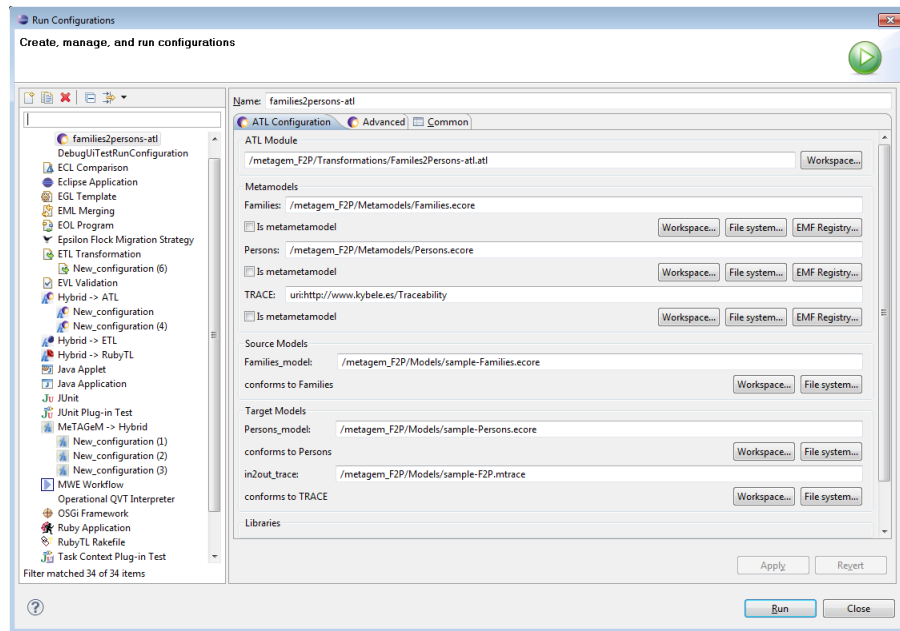 Run Configurations
Create, manage, and run configurations
Name: families2persons-atl
ATL Configuration Advanced Common
families2persons-atl
DebugUiTestRunConfiguration
ECL Comparison
Eclipse Application
EGL Template
EML Merging
EOL Program
Epsilon Flock Migration Strategy
ETL Transformation
New_configuration (6)
EVL Validation
Hybrid -> ATL
New_configuration
New_configuration (4)
Hybrid -> ETL
Hybrid -> RubyTL
Java Applet
Java Application
JUnit
JUnit Plug-in Test
MeTAGeM -> Hybrid
New_configuration (1)
New_configuration (2)
New_configuration (3)
MWE Workflow
Operational QVT Interpreter
OSGi Framework
Ruby Application
RubyTL Rakefile
Task Context Plug-in Test
Filter matched 34 of 34 items
ATL Module
/metagem_F2P/Transformations/Familes2Persons-atl.atl Workspace...
Metamodels
Families: /metagem_F2P/Metamodels/Families.ecore
Is metametamodel Workspace... File system... EMF Registry...
Persons: /metagem_F2P/Metamodels/Persons.ecore
Is metametamodel Workspace... File system... EMF Registry...
TRACE: uri:http://www.kybele.es/Traceability
Is metametamodel Workspace... File system... EMF Registry...
Source Models
Families_model: /metagem_F2P/Models/sample-Families.ecore
conforms to Families Workspace... File system...
Target Models
Persons_model: /metagem_F2P/Models/sample-Persons.ecore
conforms to Persons Workspace... File system...
in2out_trace: /metagem_F2P/Models/sample-F2P.mtrace
conforms to TRACE Workspace... File system...
Libraries
Apply Revert
Run Close